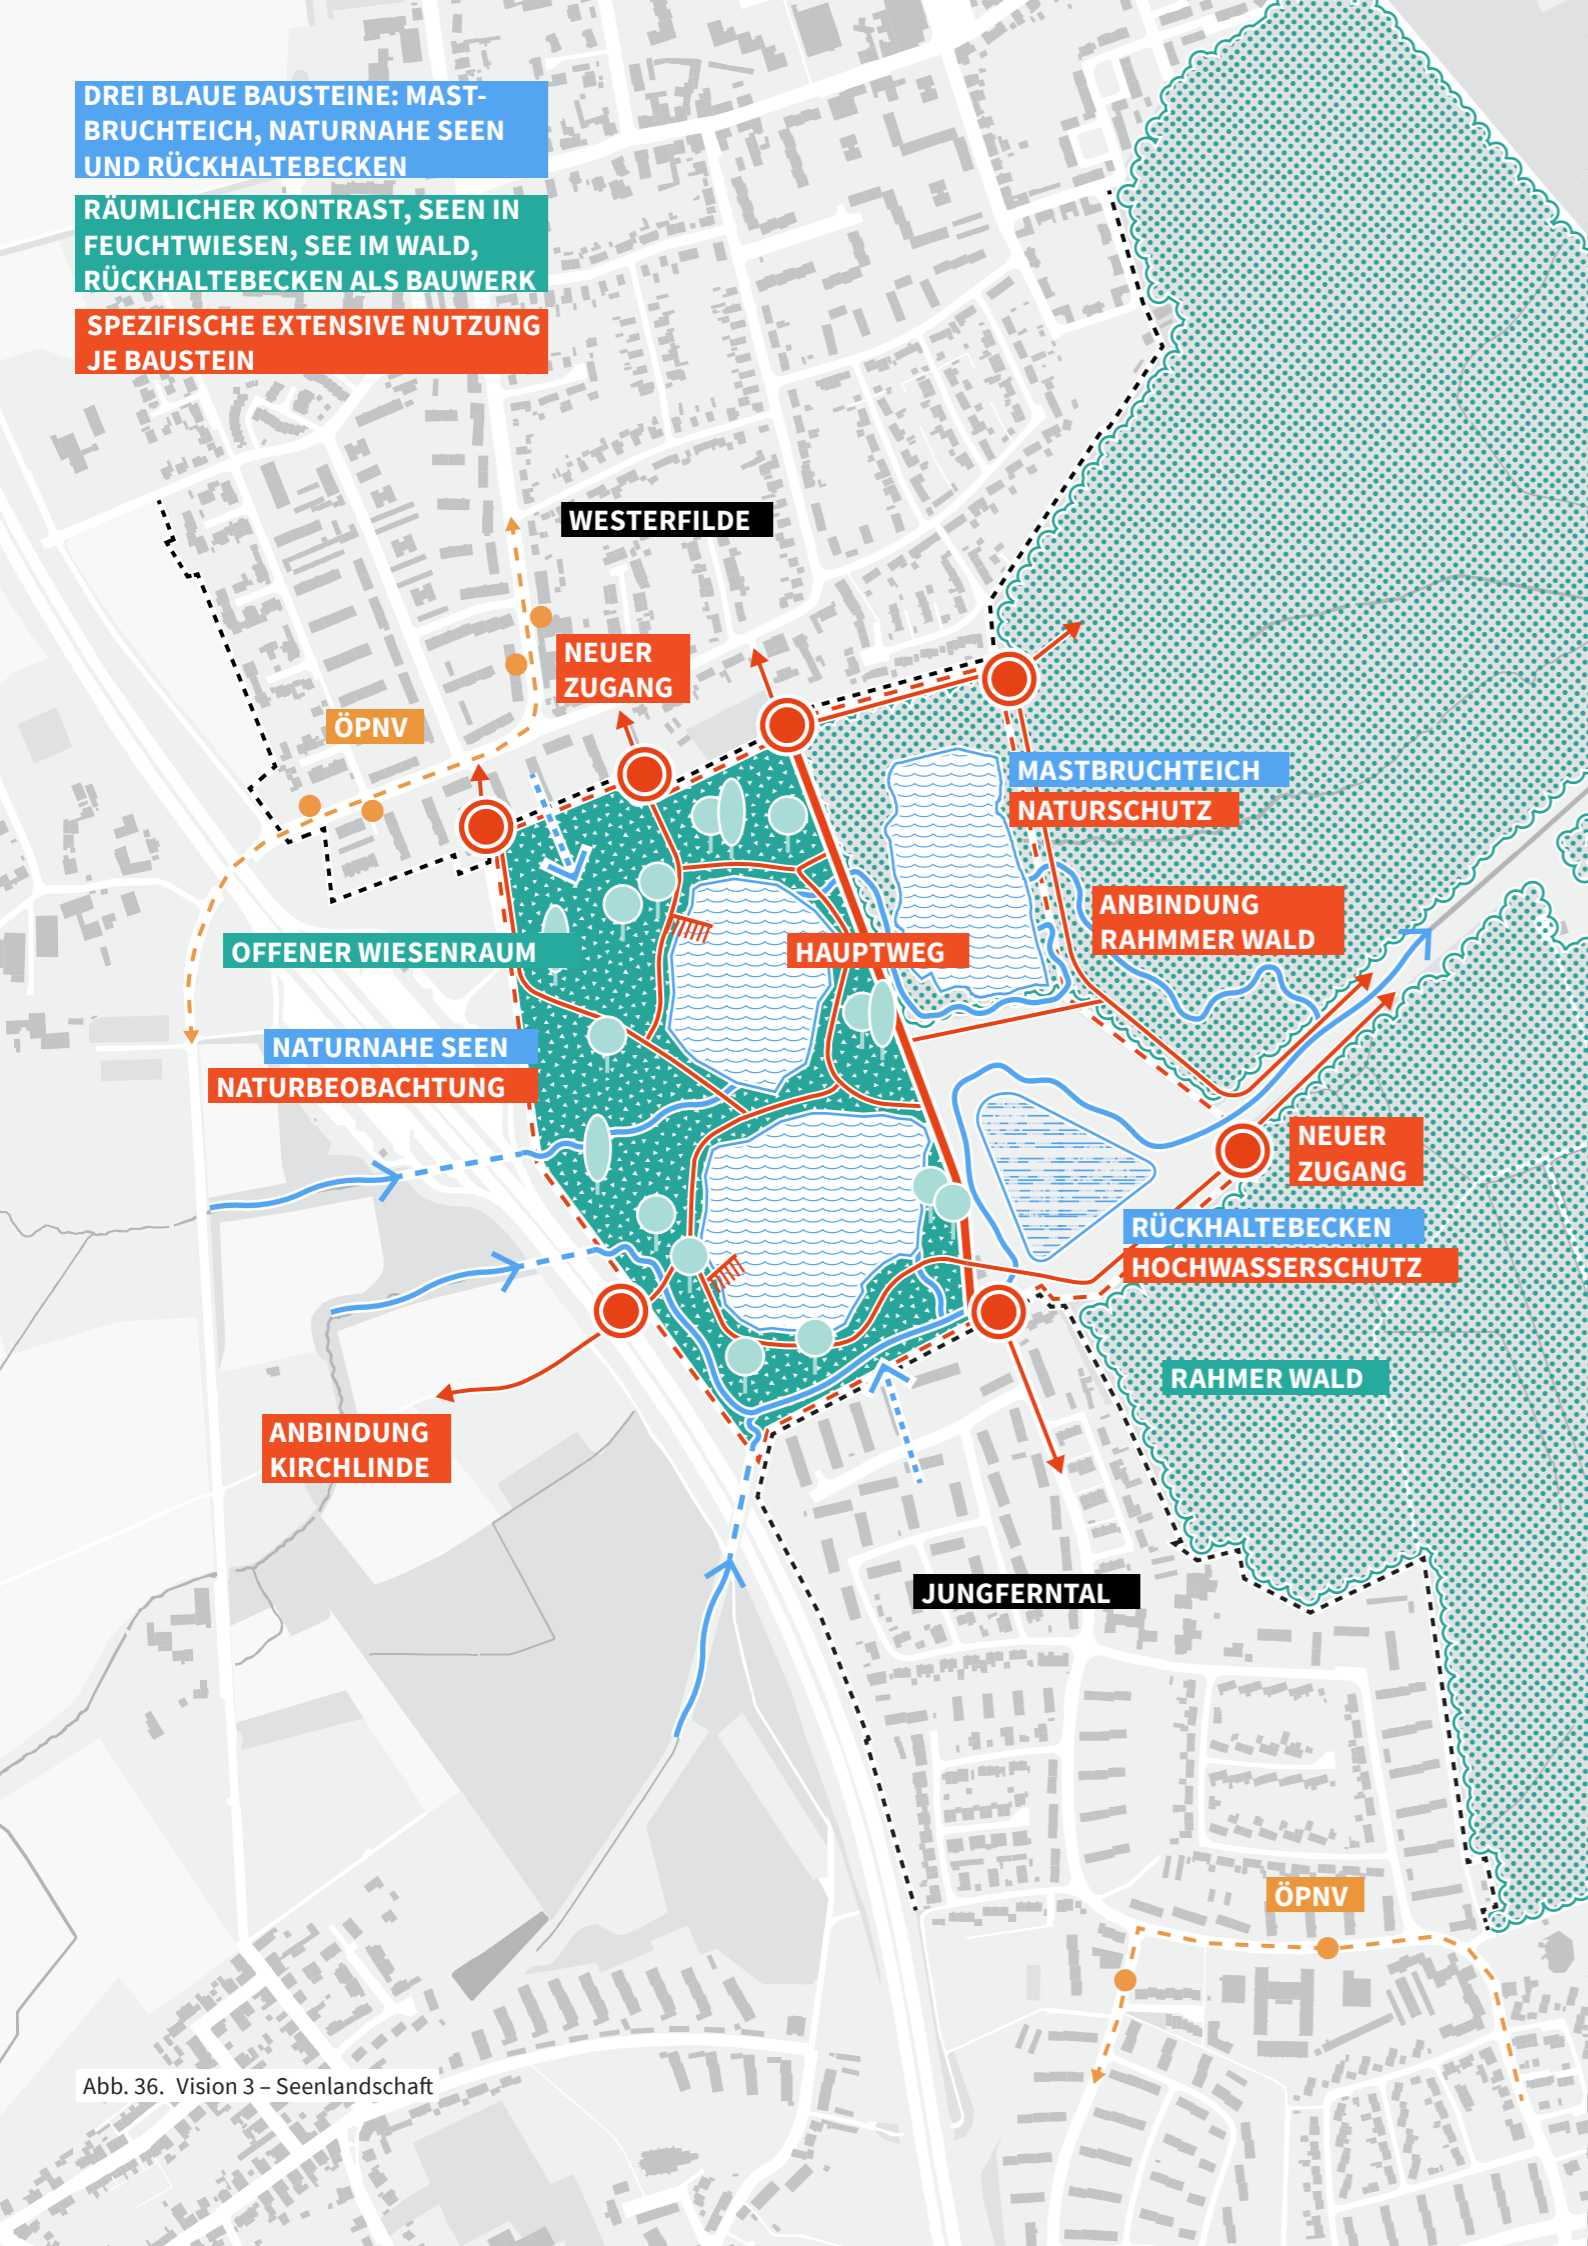 DREI BLAUE BAUSTEINE: MAST-
BRUCHTEICH, NATURNAHE SEEN
UND RÜCKHALTEBECKEN
RÄUMLICHER KONTRAST, SEEN IN
FEUCHTWIESEN, SEE IM WALD,
RÜCKHALTEBECKEN ALS BAUWERK
SPEZIFISCHE EXTENSIVE NUTZUNG
JE BAUSTEIN
WESTERFILDE
NEUER
ZUGANG
ÖPNV
MASTBRUCHTEICH
NATURSCHUTZ
ANBINDUNG
RAHMMER WALD
OFFENER WIESENRAUM
HAUPTWEG
NATURNAHE SEEN
NATURBEOBACHTUNG
NEUER
ZUGANG
RÜCKHALTEBECKEN
HOCHWASSERSCHUTZ
RAHMER WALD
ANBINDUNG
KIRCHLINDE
JUNGFERNTAL
ÖPNV
Abb. 36. Vision 3 – Seenlandschaft